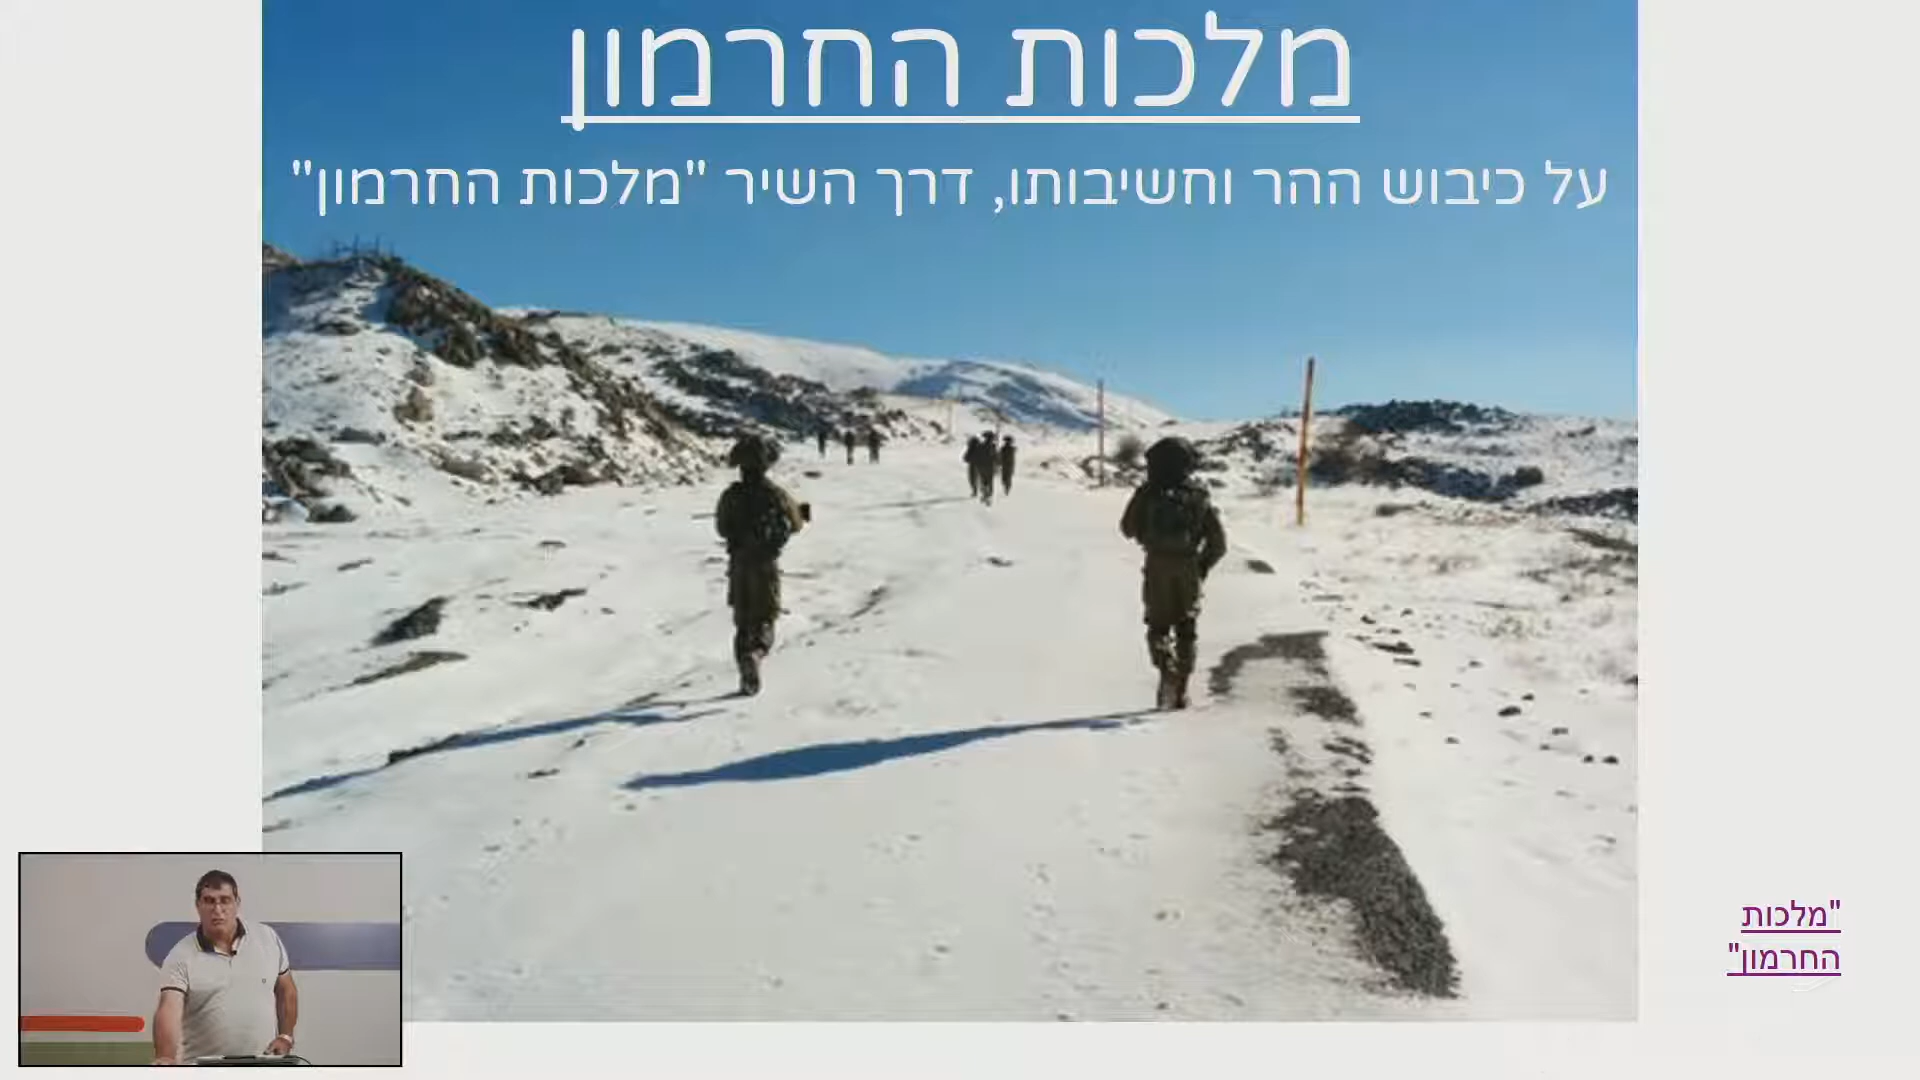 מלכות החרמון
על כיבוש ההר וחשיבותו, דרך השיר "מלכות החרמון"
"מלכות
החרמון"